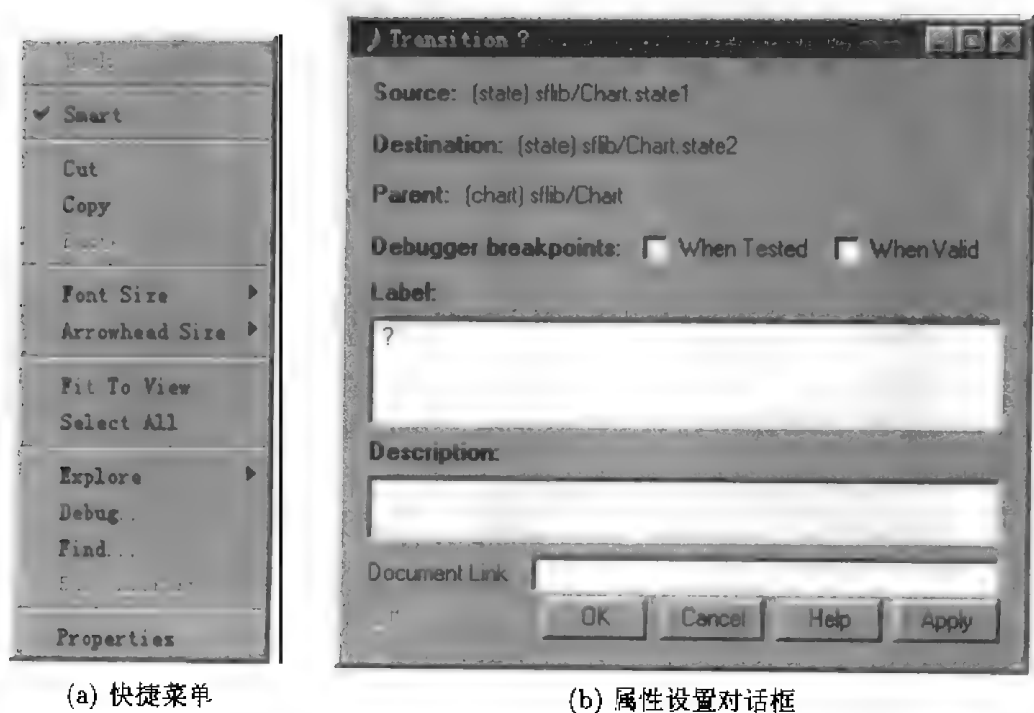 Smart
Cut
Copy
Font Size
Arrowhead Size
Fit To View
Select All
Explore
Debug..
Find...
Properties
(a) 快捷菜单
Transition ?
Source: (state) sflib/Chart.state1
Destination: (state) sflib/Chart.state2
Parent: (chart) sflib/Chart
Debugger breakpoints: When Tested When Valid
Label:
?
Description:
Document Link
OK Cancel Help Apply
(b) 属性设置对话框